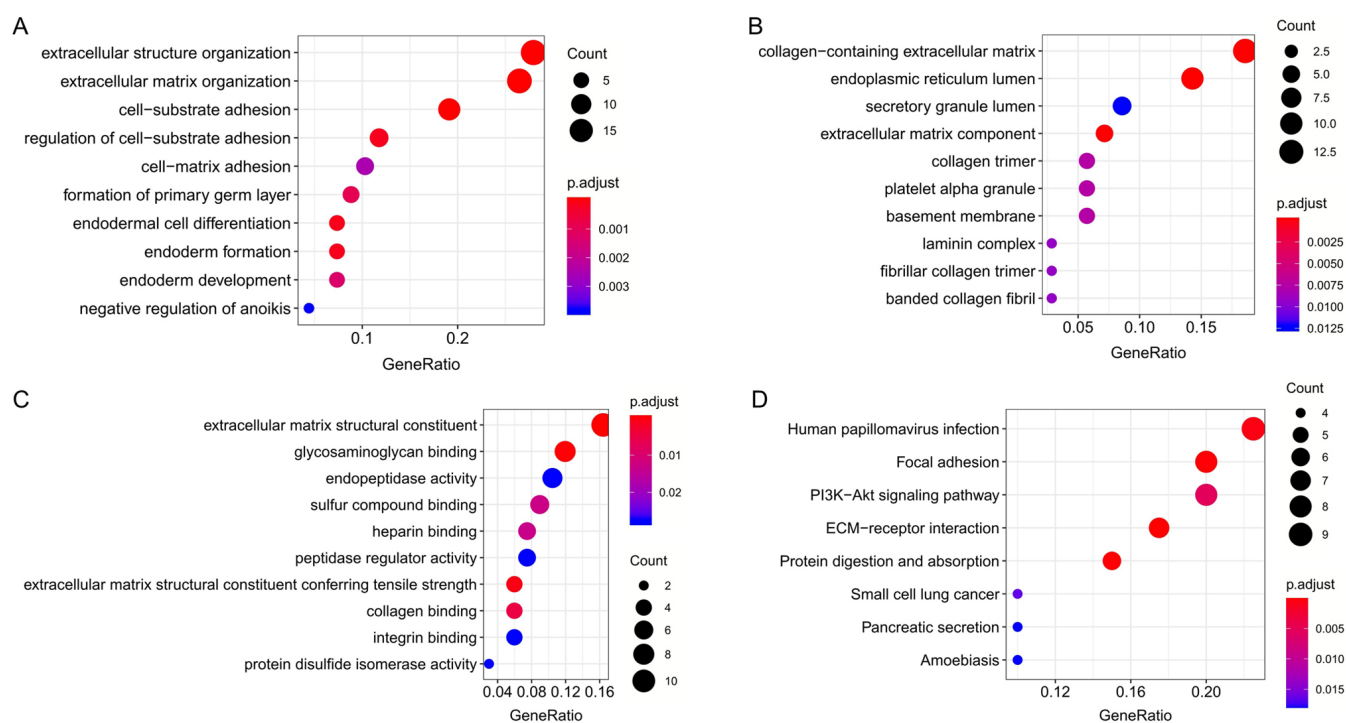 A
extracellular structure organization
extracellular matrix organization
cell−substrate adhesion
regulation of cell−substrate adhesion
cell−matrix adhesion
formation of primary germ layer
endodermal cell differentiation
endoderm formation
endoderm development
negative regulation of anoikis
0.1 0.2
GeneRatio
Count
5
10
15
p.adjust
0.001
0.002
0.003
B
collagen−containing extracellular matrix
endoplasmic reticulum lumen
secretory granule lumen
extracellular matrix component
collagen trimer
platelet alpha granule
basement membrane
laminin complex
fibrillar collagen trimer
banded collagen fibril
0.05 0.10 0.15
GeneRatio
Count
2.5
5.0
7.5
10.0
12.5
p.adjust
0.0025
0.0050
0.0075
0.0100
0.0125
C
extracellular matrix structural constituent
glycosaminoglycan binding
endopeptidase activity
sulfur compound binding
heparin binding
peptidase regulator activity
extracellular matrix structural constituent conferring tensile strength
collagen binding
integrin binding
protein disulfide isomerase activity
0.04 0.08 0.12 0.16
GeneRatio
p.adjust
0.01
0.02
Count
2
4
6
8
10
D
Human papillomavirus infection
Focal adhesion
PI3K−Akt signaling pathway
ECM−receptor interaction
Protein digestion and absorption
Small cell lung cancer
Pancreatic secretion
Amoebiasis
0.12 0.16 0.20
GeneRatio
Count
4
5
6
7
8
9
p.adjust
0.005
0.010
0.015